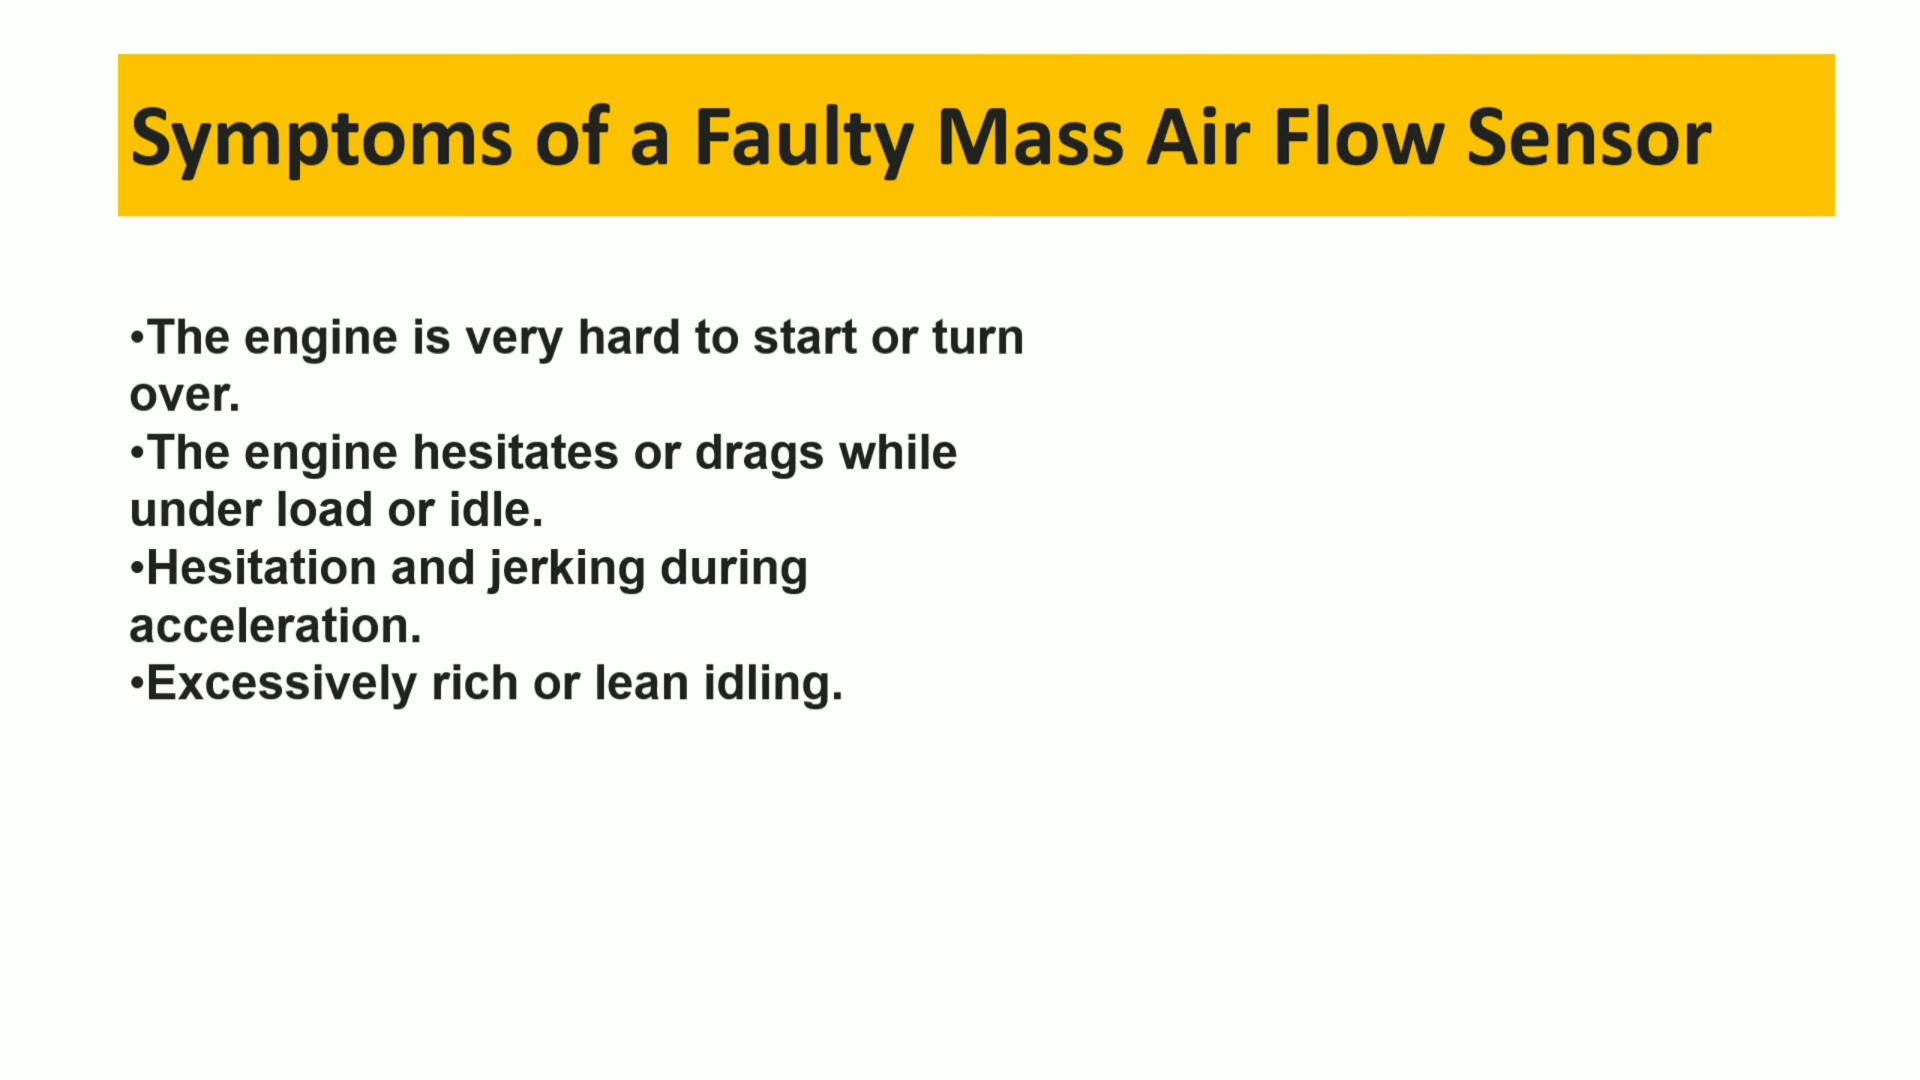 Symptoms of a Faulty Mass Air Flow Sensor
•The engine is very hard to start or turn
over.
•The engine hesitates or drags while
under load or idle.
•Hesitation and jerking during
acceleration.
•Excessively rich or lean idling.